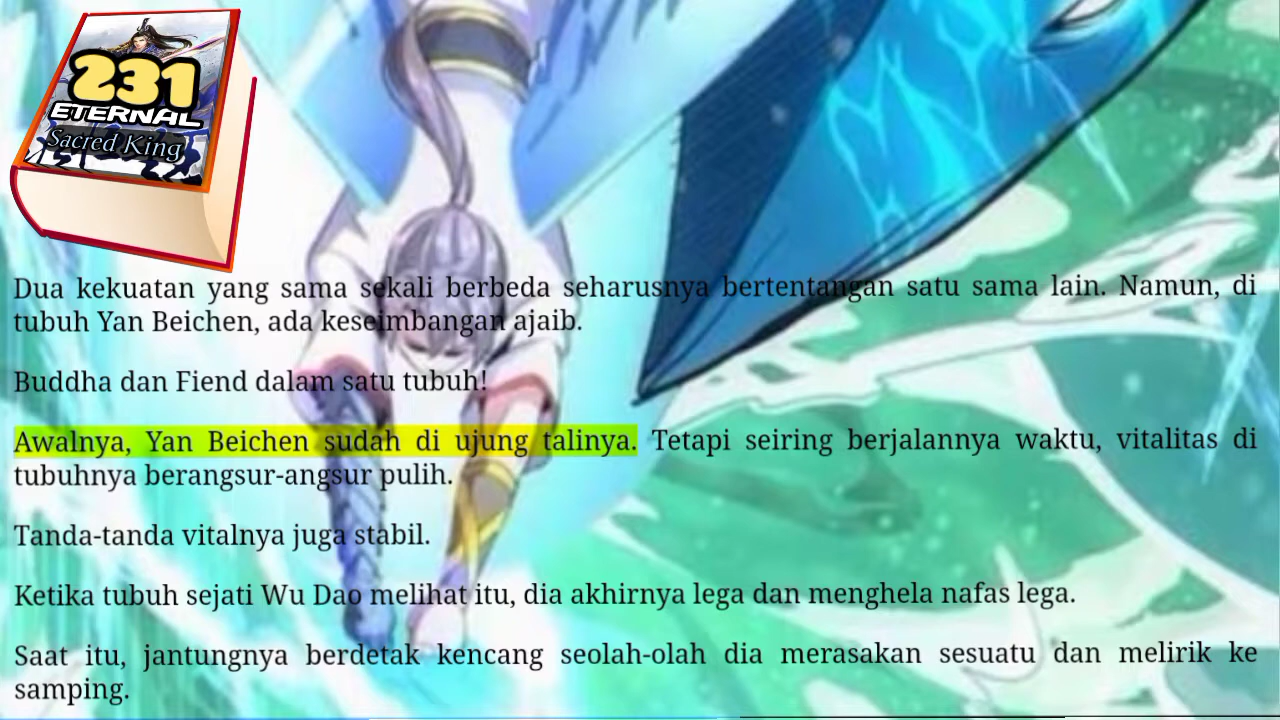 231
ETERNAL
Sacred King
Dua kekuatan yang sama sekali berbeda seharusnya bertentangan satu sama lain. Namun, di
tubuh Yan Beichen, ada keseimbangan ajaib.
Buddha dan Fiend dalam satu tubuh!
Awalnya, Yan Beichen sudah di ujung talinya. Tetapi seiring berjalannya waktu, vitalitas di
tubuhnya berangsur-angsur pulih.
Tanda-tanda vitalnya juga stabil.
Ketika tubuh sejati Wu Dao melihat itu, dia akhirnya lega dan menghela nafas lega.
Saat itu, jantungnya berdetak kencang seolah-olah dia merasakan sesuatu dan melirik ke
samping.